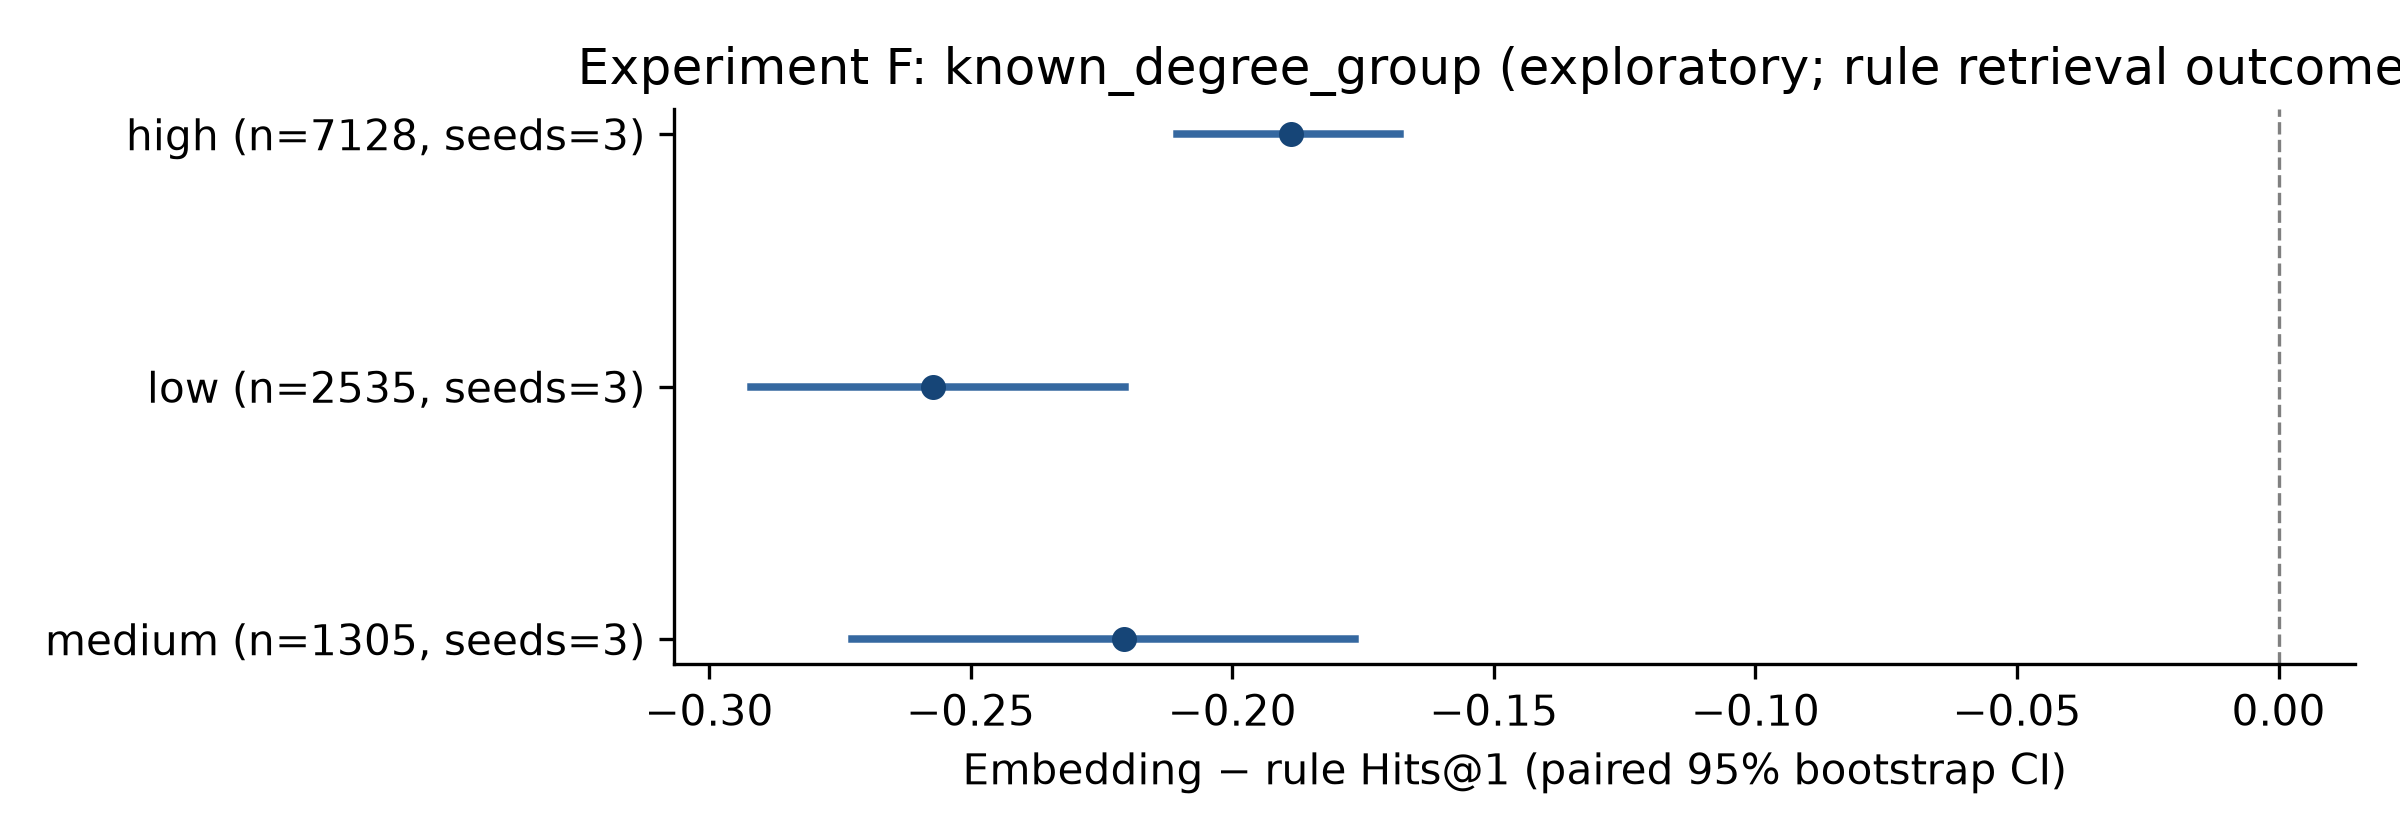 Experiment F: known_degree_group (exploratory; rule retrieval outcome
high (n=7128, seeds=3)
low (n=2535, seeds=3)
medium (n=1305, seeds=3)
−0.30 −0.25 −0.20 −0.15 −0.10 −0.05 0.00
Embedding − rule Hits@1 (paired 95% bootstrap CI)